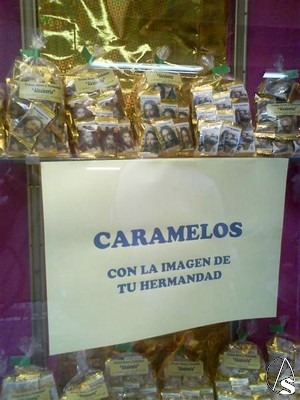 CARAMELOS
CON LA IMAGEN DE
TU HERMANDAD